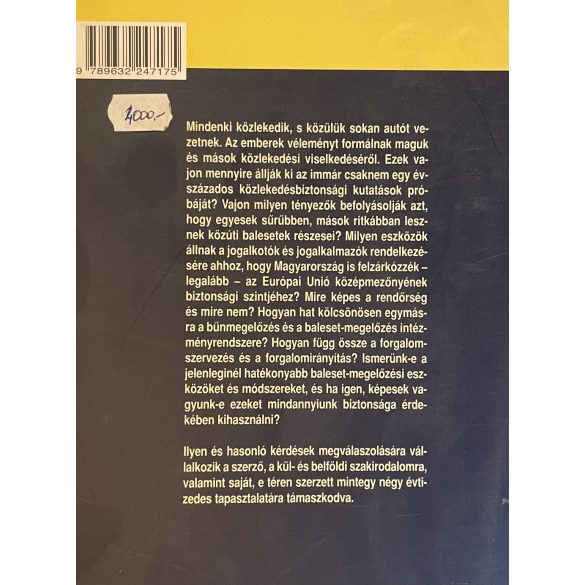 9 789632 247175
4000,-
Mindenki közlekedik, s közülük sokan autót ve-
zetnek. Az emberek véleményt formálnak maguk
és mások közlekedési viselkedéséről. Ezek va-
jon mennyire állják ki az immár csaknem egy év-
százados közlekedésbiztonsági kutatások pró-
báját? Vajon milyen tényezők befolyásolják azt,
hogy egyesek sűrűbben, mások ritkábban lesz-
nek közúti balesetek részesei? Milyen eszközök
állnak a jogalkotók és jogalkalmazók rendelkezé-
sére ahhoz, hogy Magyarország is felzárkózzék –
legalább – az Európai Unió középmezőnyének
biztonsági szintjéhez? Mire képes a rendőrség
és mire nem? Hogyan hat kölcsönösen egymás-
ra a bűnmegelőzés és a baleset-megelőzés intéz-
ményrendszere? Hogyan függ össze a forgalom-
szervezés és a forgalomirányítás? Ismerünk-e a
jelenleginél hatékonyabb baleset-megelőzési esz-
közöket és módszereket, és ha igen, képesek va-
gyunk-e ezeket mindannyiunk biztonsága érde-
kében kihasználni?
Ilyen és hasonló kérdések megválaszolására vál-
lalkozik a szerző, a kül- és belföldi szakirodalomra,
valamint saját, e téren szerzett mintegy négy évti-
zedes tapasztalatára támaszkodva.